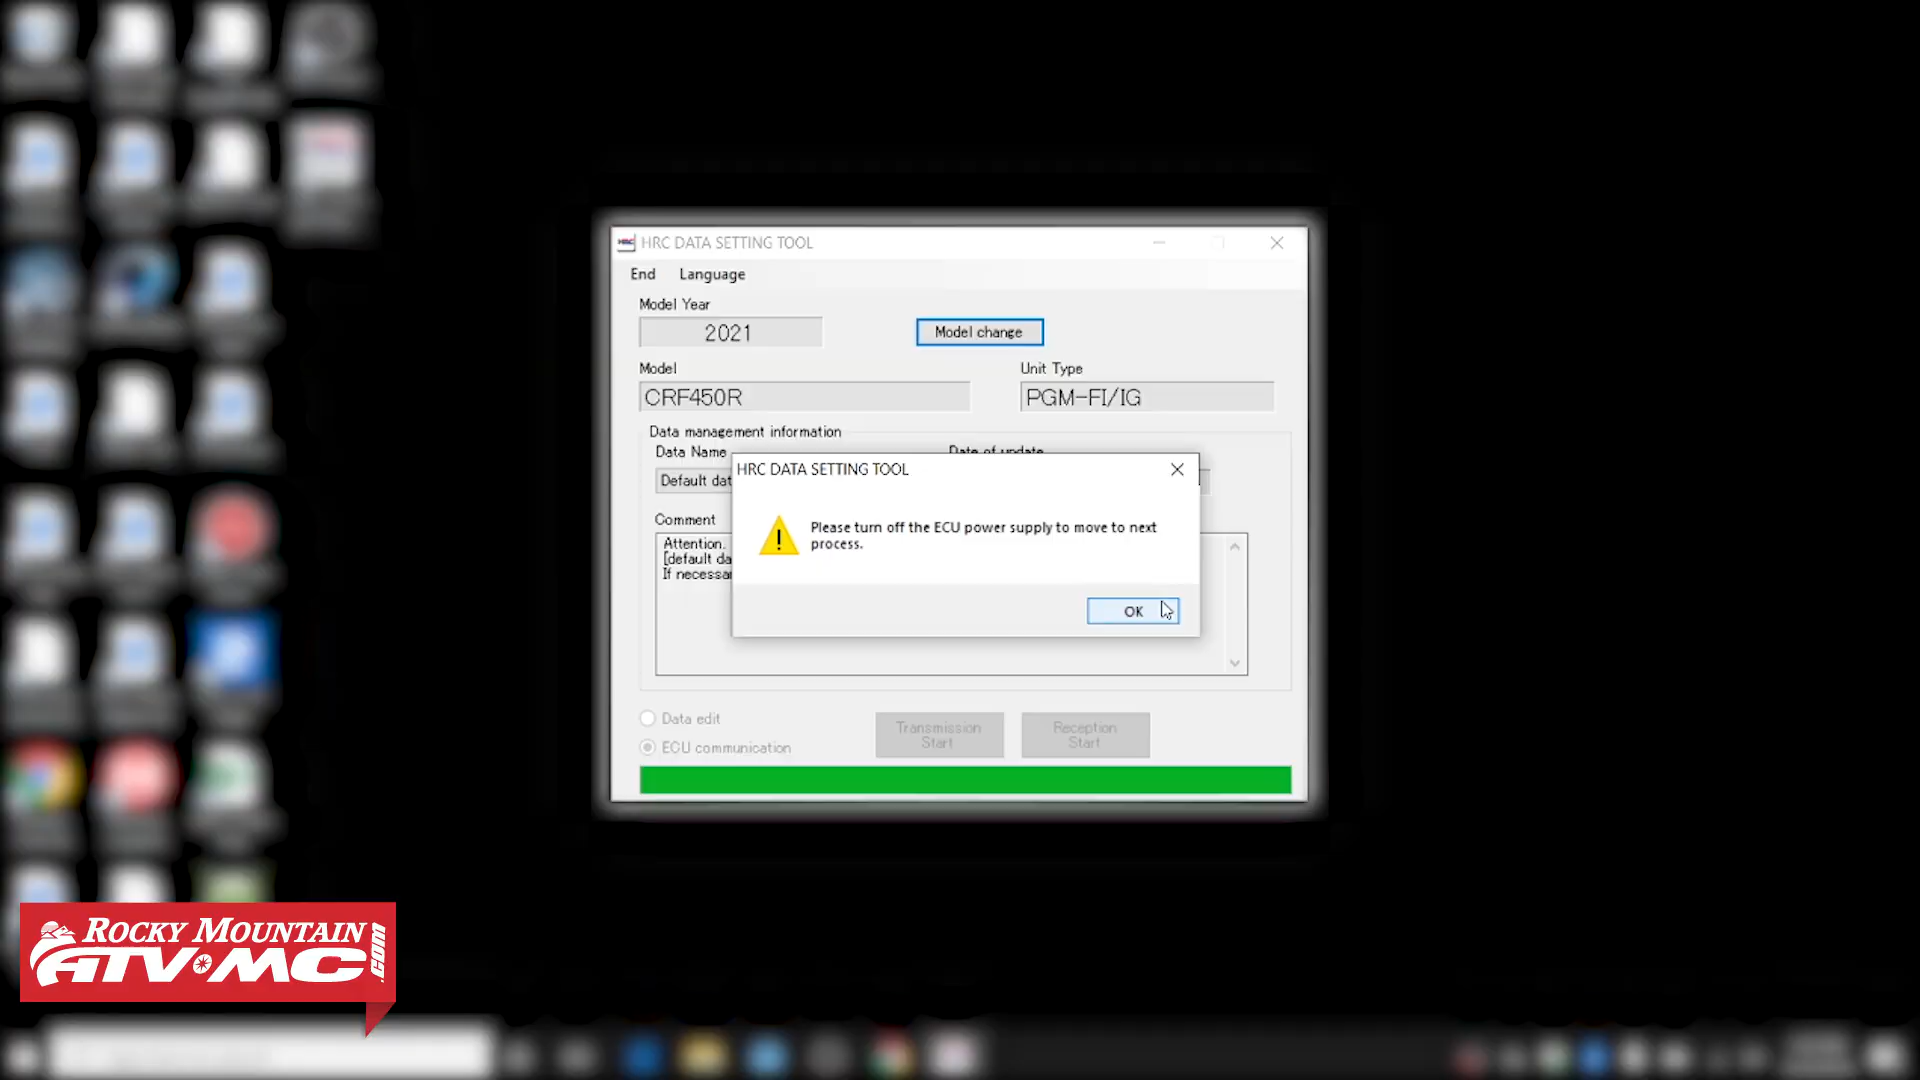 HRC DATA SETTING TOOL
End Language
Model Year
2021
Model change
Model
Unit Type
CRF450R
PGM-FI/IG
Data management information
Data Name
Date of update
Default dat
HRC DATA SETTING TOOL
Please turn off the ECU power supply to move to next
process.
OK
Comment
Attention.
[default da
If necessar
Data edit
ECU communication
Transmission
Start
Reception
Start
ROCKY MOUNTAIN
ATV MC
.COM